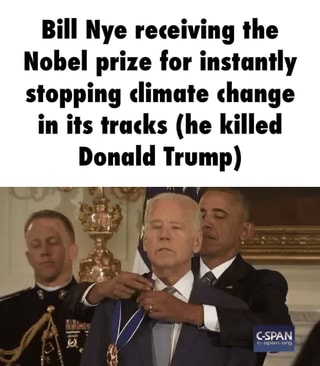 Bill Nye receiving the
Nobel prize for instantly
stopping climate change
in its tracks (he killed
Donald Trump)
C-SPAN
c-span.org